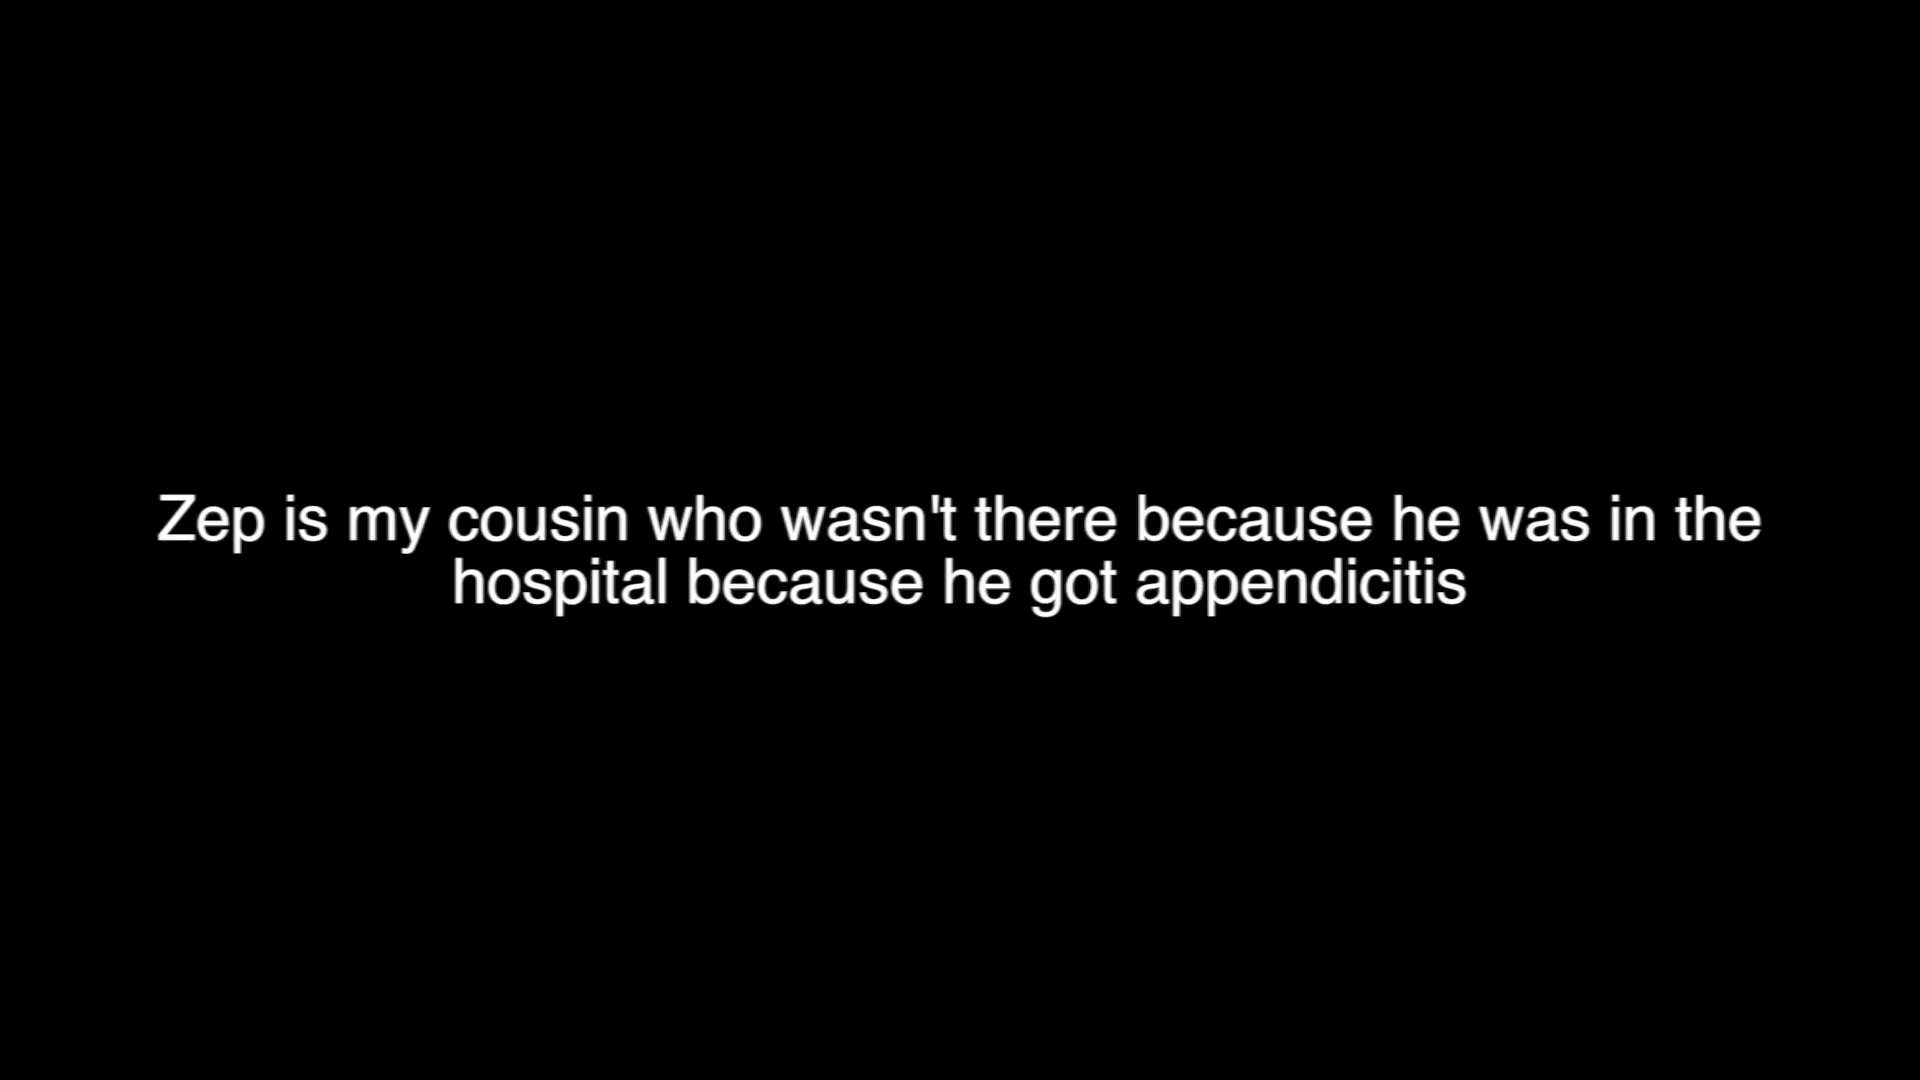 Zep is my cousin who wasn't there because he was in the
hospital because he got appendicitis